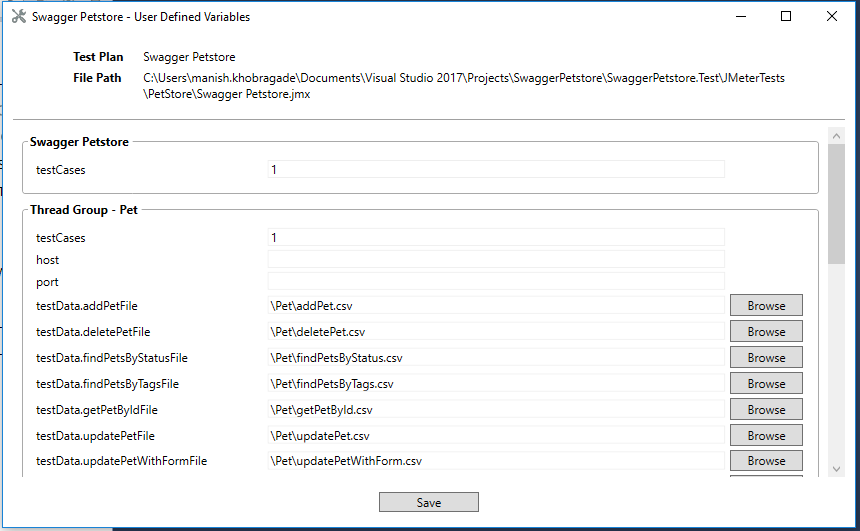 Swagger Petstore - User Defined Variables
Test Plan Swagger Petstore
File Path C:\Users\manish.khobragade\Documents\Visual Studio 2017\Projects\SwaggerPetstore\SwaggerPetstore.Test\JMeterTests
\PetStore\Swagger Petstore.jmx
Swagger Petstore
testCases 1
Thread Group - Pet
testCases 1
host
port
testData.addPetFile \Pet\addPet.csv Browse
testData.deletePetFile \Pet\deletePet.csv Browse
testData.findPetsByStatusFile \Pet\findPetsByStatus.csv Browse
testData.findPetsByTagsFile \Pet\findPetsByTags.csv Browse
testData.getPetByIdFile \Pet\getPetById.csv Browse
testData.updatePetFile \Pet\updatePet.csv Browse
testData.updatePetWithFormFile \Pet\updatePetWithForm.csv Browse
Save